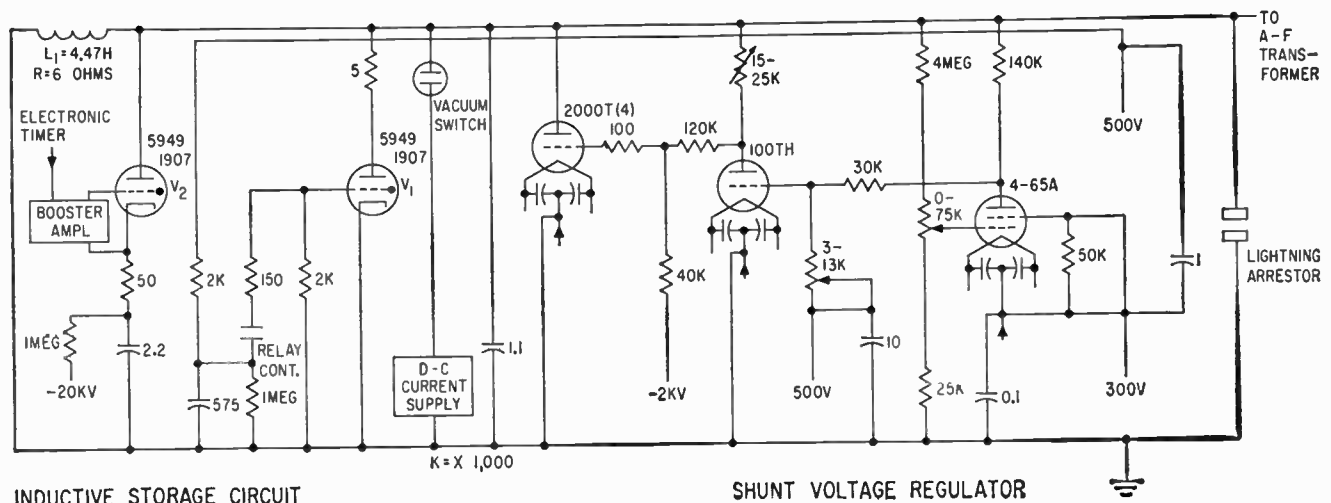 L1=4.47H
R=6 OHMS
ELECTRONIC
TIMER
5949
1907
V2
BOOSTER
AMPL
50
1MEG
2.2
-20KV
2K
575
150
RELAY
CONT.
1MEG
2K
5
5949
1907
V1
VACUUM
SWITCH
D-C
CURRENT
SUPPLY
1.1
K=X 1,000
2000T(4)
100
120K
40K
-2KV
15-
25K
100TH
30K
3-
13K
500V
10
4MEG
0-
75K
25K
140K
4-65A
50K
0.1
500V
300V
1
TO
A-F
TRANS-
FORMER
LIGHTNING
ARRESTOR
INDUCTIVE STORAGE CIRCUIT
SHUNT VOLTAGE REGULATOR